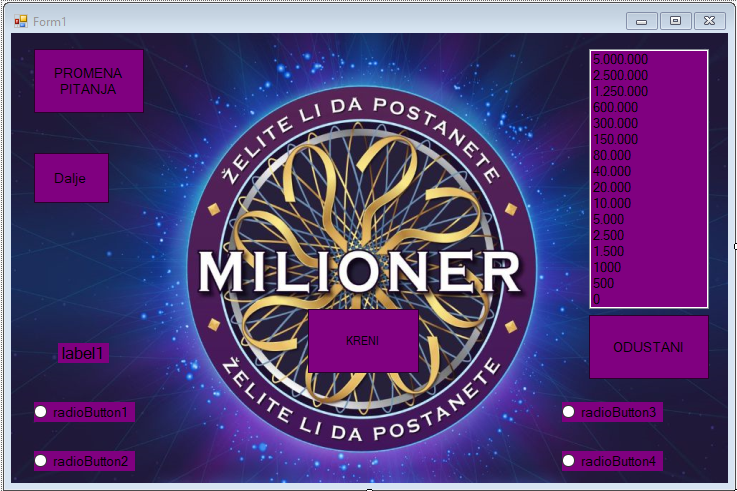 Form1
PROMENA
PITANJA
Dalje
label1
radioButton1
radioButton2
ŽELITE LI DA POSTANETE
MILIONER
KRENI
ŽELITE LI DA POSTANETE
5.000.000
2.500.000
1.250.000
600.000
300.000
150.000
80.000
40.000
20.000
10.000
5.000
2.500
1.500
1000
500
0
ODUSTANI
radioButton3
radioButton4